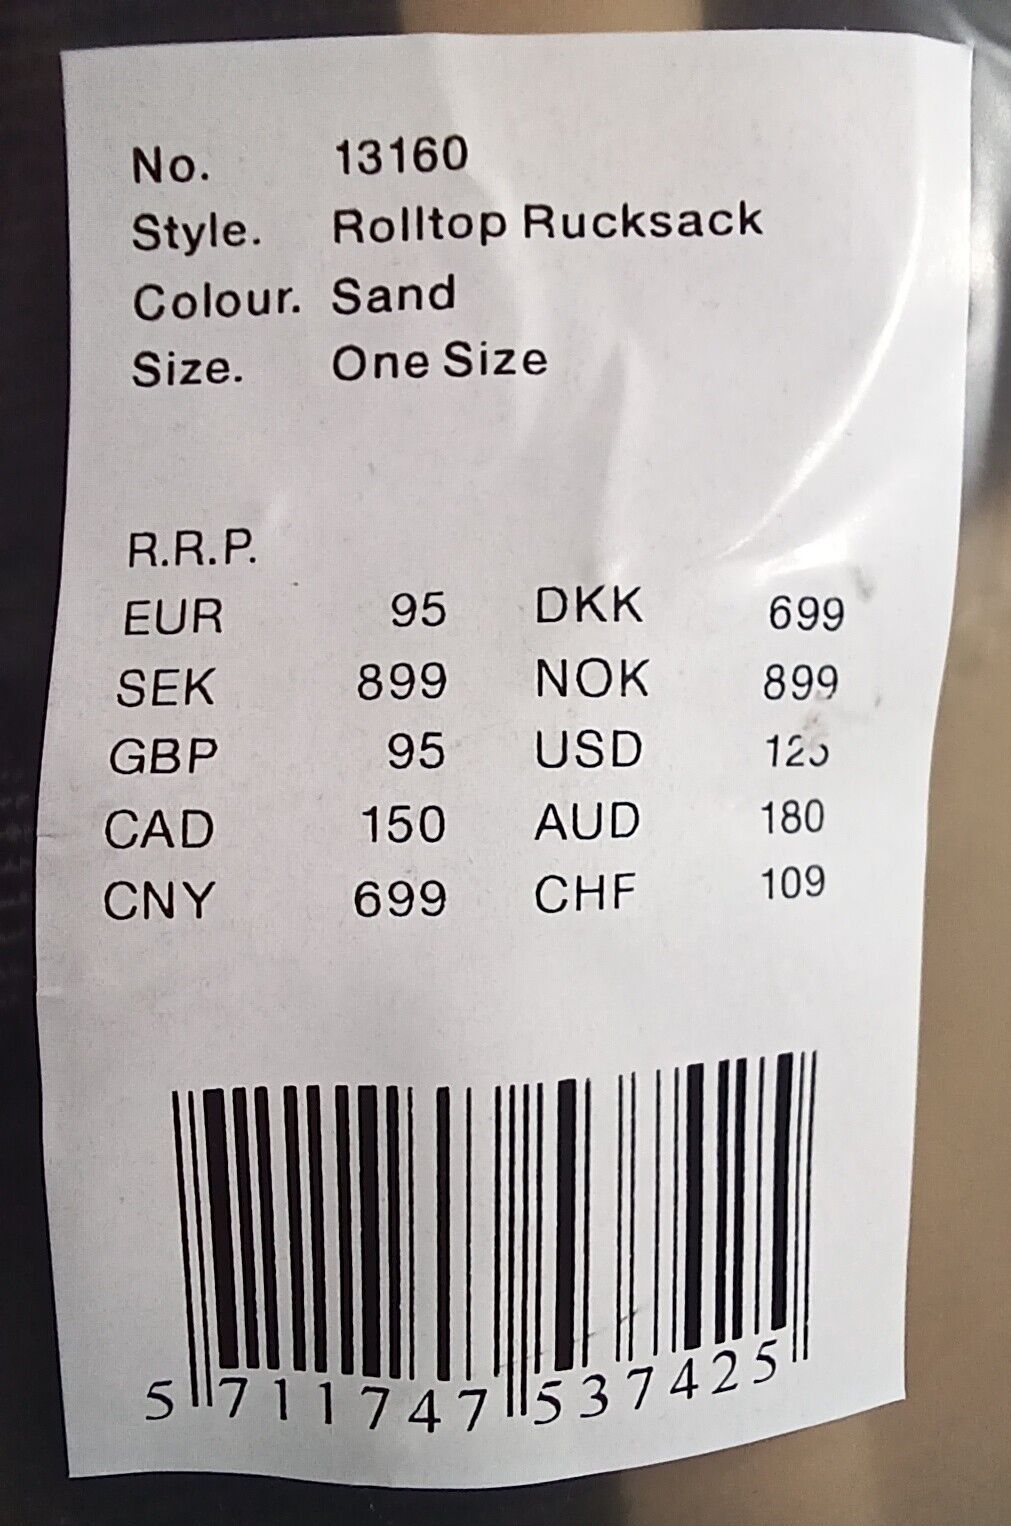 No. 13160
Style. Rolltop Rucksack
Colour. Sand
Size. One Size
R.R.P.
EUR 95 DKK 699
SEK 899 NOK 899
GBP 95 USD 125
CAD 150 AUD 180
CNY 699 CHF 109
5 711747 537425